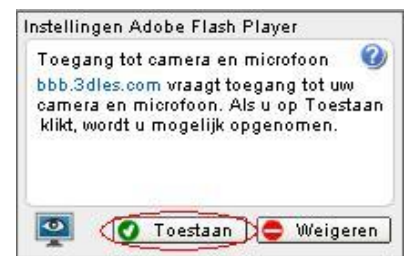 Instellingen Adobe Flash Player
Toegang tot camera en microfoon
bbb.3dles.com vraagt toegang tot uw
camera en microfoon. Als u op Toestaan
klikt, wordt u mogelijk opgenomen.
Toestaan Weigeren